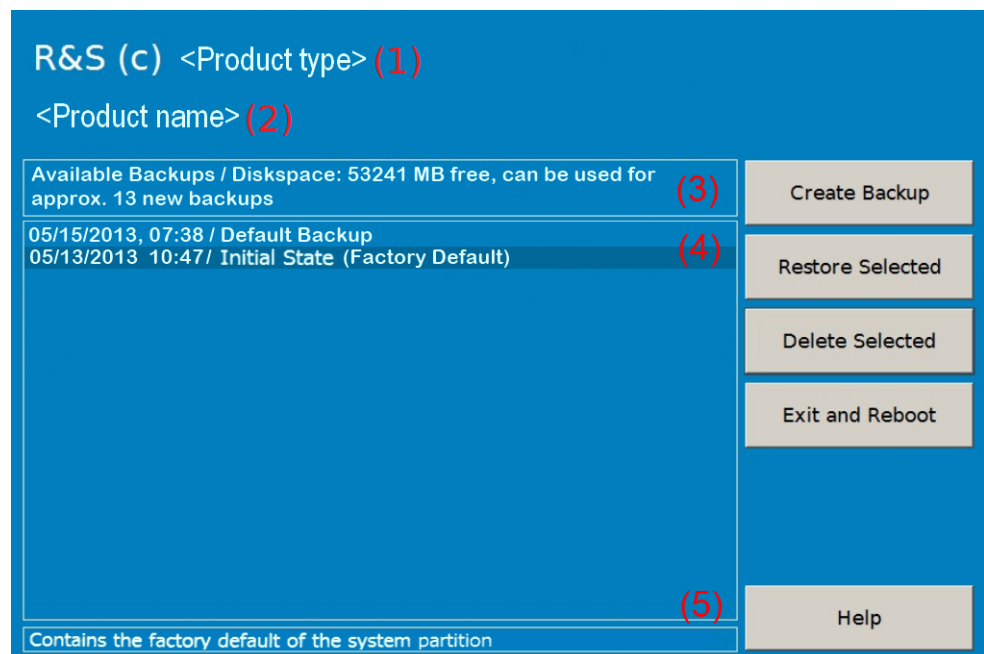 R&S (c) <Product type> (1)
<Product name> (2)
Available Backups / Diskspace: 53241 MB free, can be used for
approx. 13 new backups
(3)
05/15/2013, 07:38 / Default Backup
05/13/2013 10:47/ Initial State (Factory Default)
(4)
Create Backup
Restore Selected
Delete Selected
Exit and Reboot
(5)
Help
Contains the factory default of the system partition